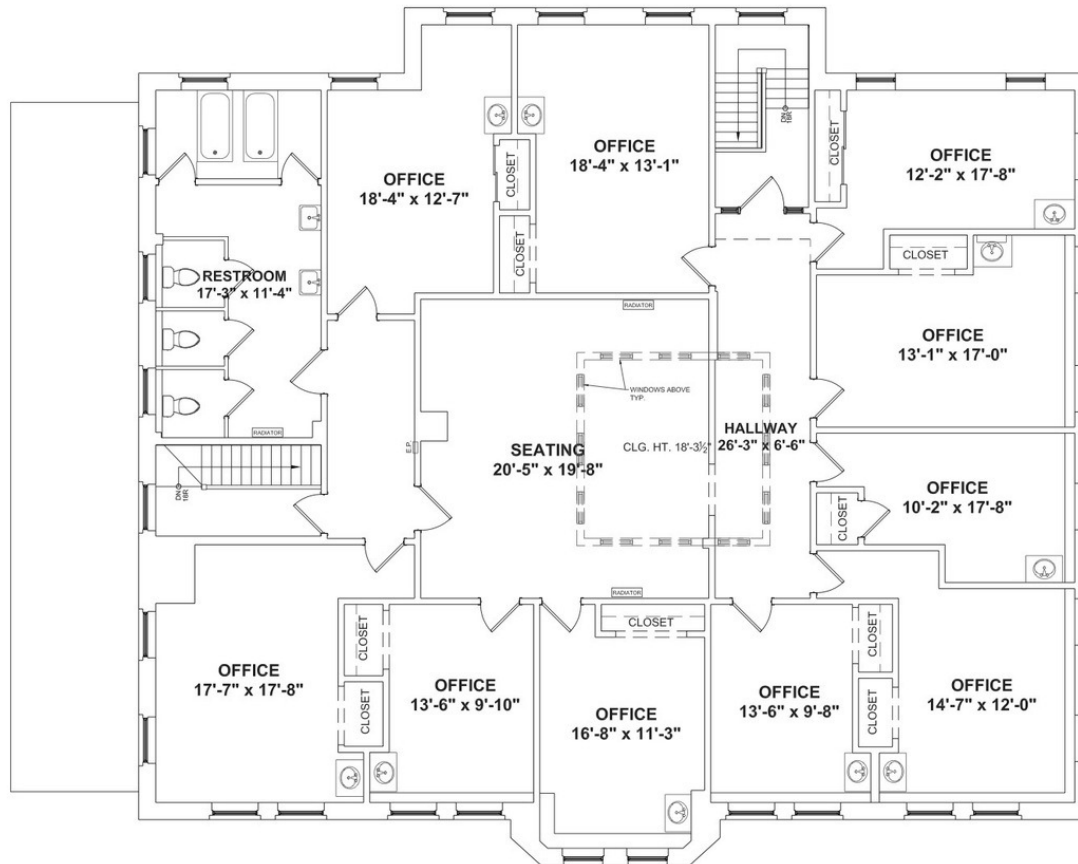 OFFICE
18'-4" x 12'-7"
CLOSET
CLOSET
OFFICE
18'-4" x 13'-1"
DN
18R
CLOSET
OFFICE
12'-2" x 17'-8"
RESTROOM
17'-3" x 11'-4"
RADIATOR
CLOSET
OFFICE
13'-1" x 17'-0"
RADIATOR
WINDOWS ABOVE
TYP.
E.P.
SEATING
20'-5" x 19'-8"
CLG. HT. 18'-3½"
HALLWAY
26'-3" x 6'-6"
DN
16R
OFFICE
10'-2" x 17'-8"
CLOSET
RADIATOR
OFFICE
17'-7" x 17'-8"
CLOSET
CLOSET
OFFICE
13'-6" x 9'-10"
CLOSET
OFFICE
16'-8" x 11'-3"
OFFICE
13'-6" x 9'-8"
CLOSET
CLOSET
OFFICE
14'-7" x 12'-0"